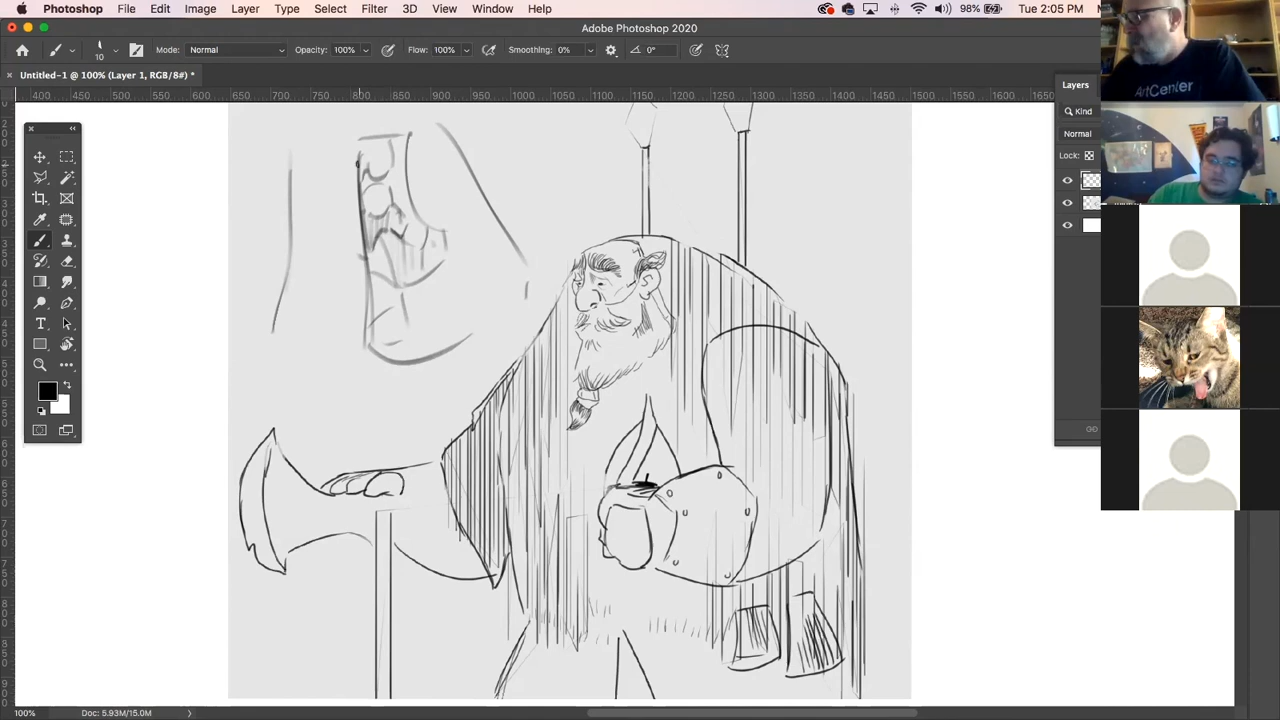 Photoshop File Edit Image Layer Type Select Filter 3D View Window Help 98% Tue 2:05 PM
Adobe Photoshop 2020
10 Mode: Normal Opacity: 100% Flow: 100% Smoothing: 0% 0°
Untitled-1 @ 100% (Layer 1, RGB/8#) *
400 450 500 550 600 650 700 750 800 850 900 950 1000 1050 1100 1150 1200 1250 1300 1350 1400 1450 1500 1550 1600 1650
Layers
Kind
Normal
Lock:
ArtCenter
100% Doc: 5.93M/15.0M